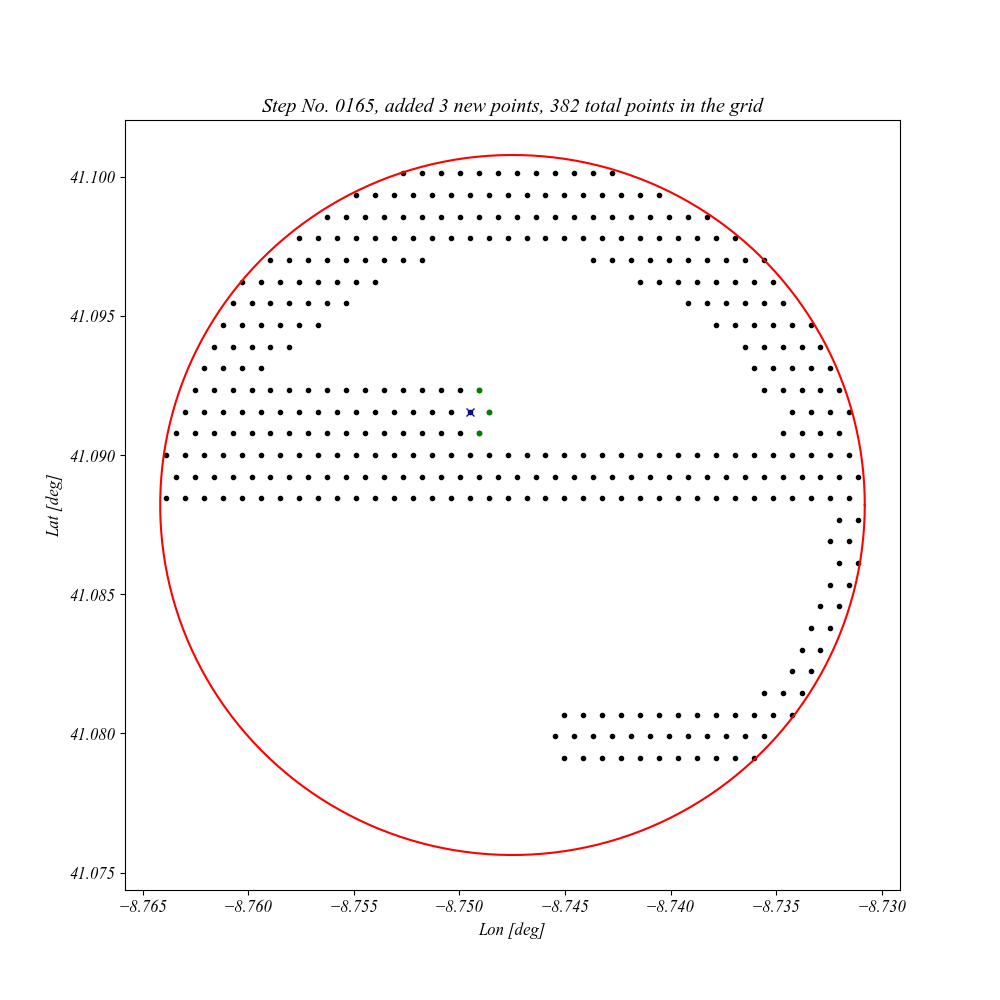 Step No. 0165, added 3 new points, 382 total points in the grid
41.100
41.095
41.090
41.085
41.080
41.075
Lat [deg]
−8.765 −8.760 −8.755 −8.750 −8.745 −8.740 −8.735 −8.730
Lon [deg]